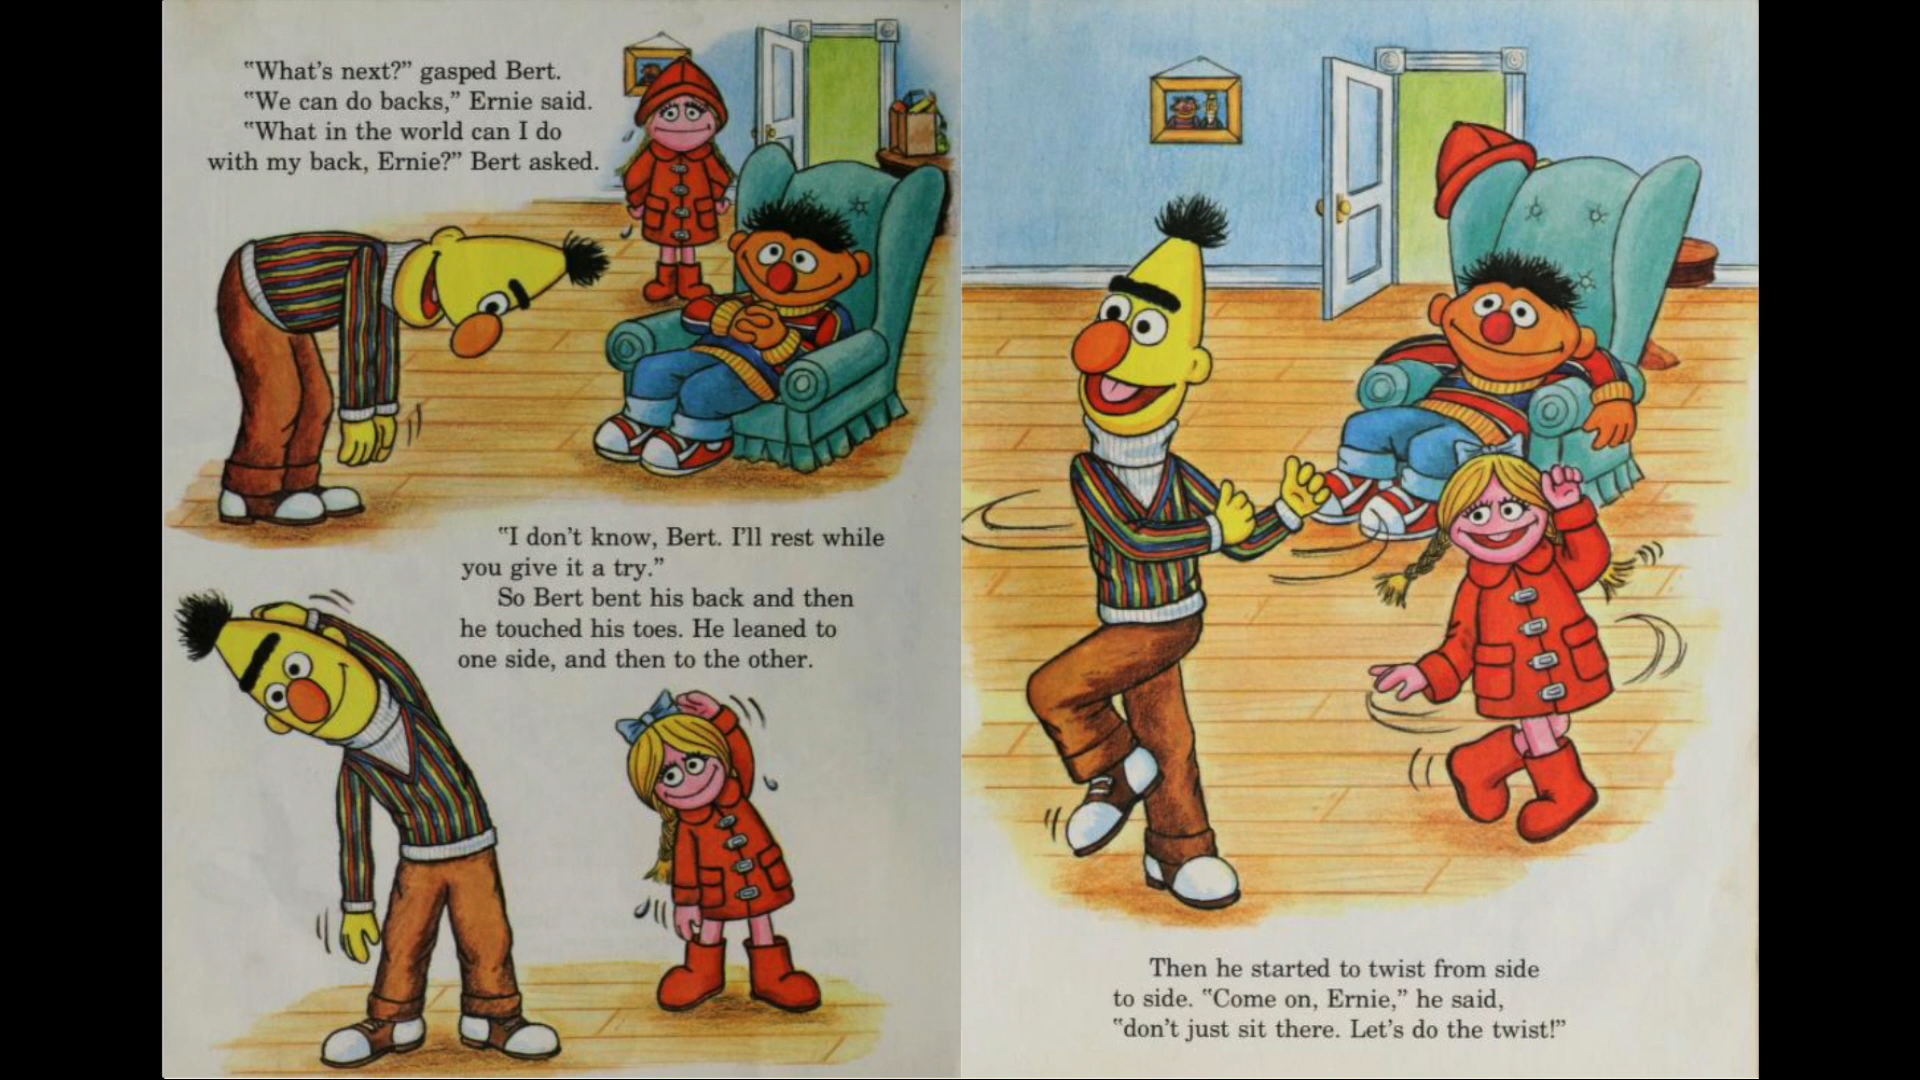 "What's next?" gasped Bert.
"We can do backs," Ernie said.
"What in the world can I do
with my back, Ernie?" Bert asked.
"I don't know, Bert. I'll rest while
you give it a try."
So Bert bent his back and then
he touched his toes. He leaned to
one side, and then to the other.
Then he started to twist from side
to side. "Come on, Ernie," he said,
"don't just sit there. Let's do the twist!"